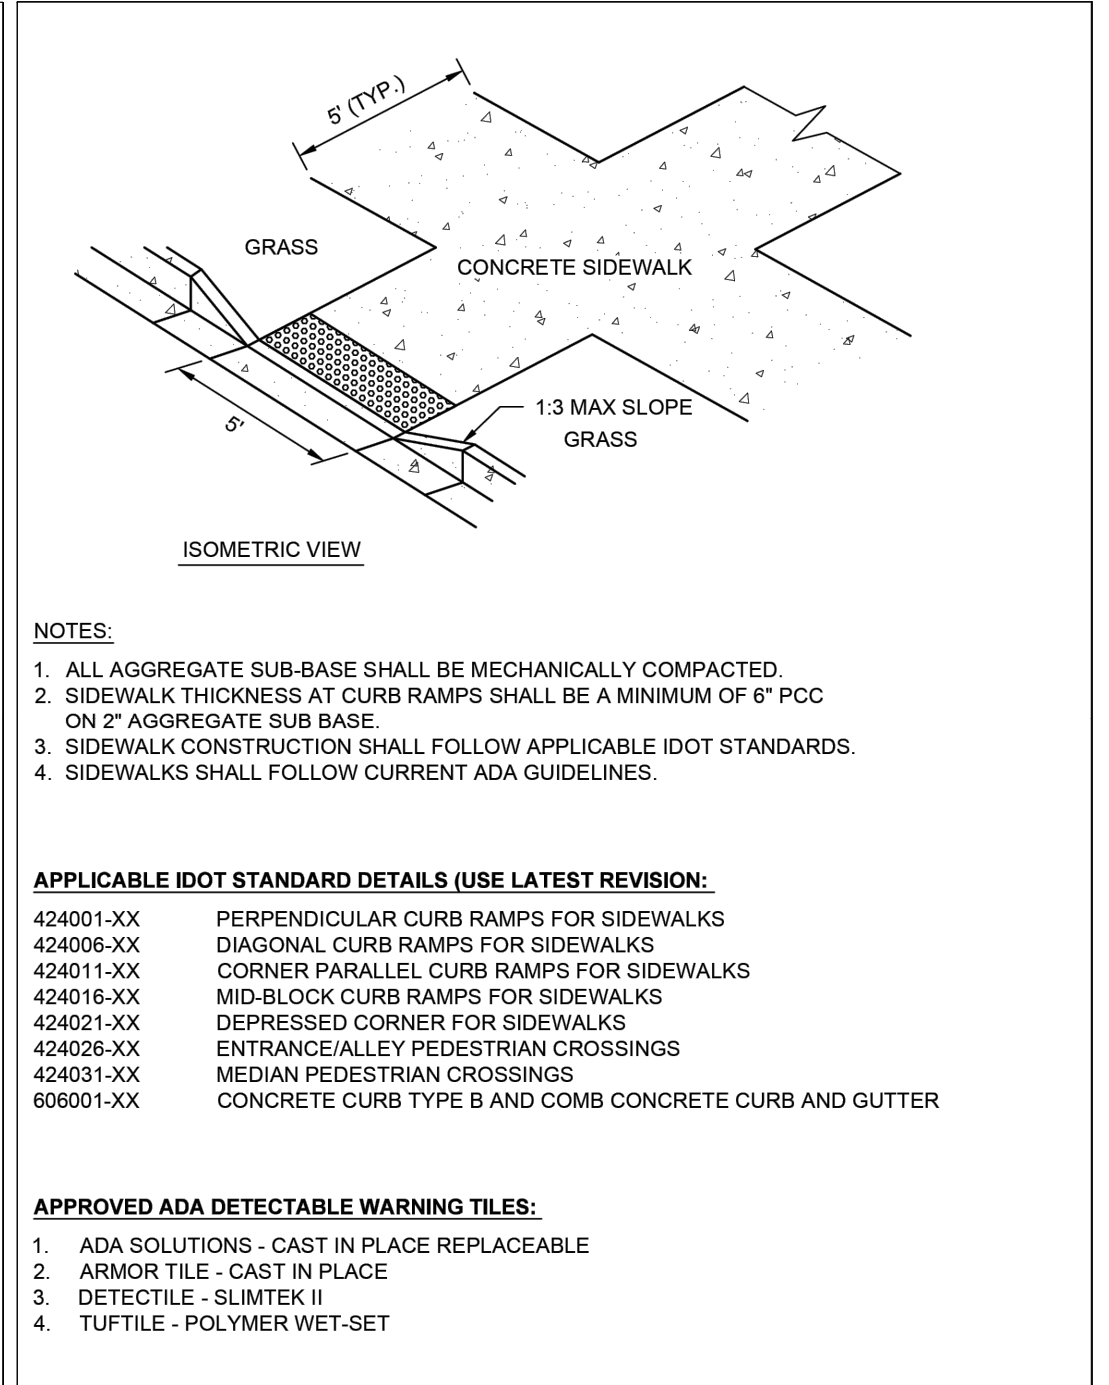 5' (TYP.)
GRASS
CONCRETE SIDEWALK
1:3 MAX SLOPE
GRASS
5'
ISOMETRIC VIEW
NOTES:
1. ALL AGGREGATE SUB-BASE SHALL BE MECHANICALLY COMPACTED.
2. SIDEWALK THICKNESS AT CURB RAMPS SHALL BE A MINIMUM OF 6" PCC
ON 2" AGGREGATE SUB BASE.
3. SIDEWALK CONSTRUCTION SHALL FOLLOW APPLICABLE IDOT STANDARDS.
4. SIDEWALKS SHALL FOLLOW CURRENT ADA GUIDELINES.
APPLICABLE IDOT STANDARD DETAILS (USE LATEST REVISION:
424001-XX PERPENDICULAR CURB RAMPS FOR SIDEWALKS
424006-XX DIAGONAL CURB RAMPS FOR SIDEWALKS
424011-XX CORNER PARALLEL CURB RAMPS FOR SIDEWALKS
424016-XX MID-BLOCK CURB RAMPS FOR SIDEWALKS
424021-XX DEPRESSED CORNER FOR SIDEWALKS
424026-XX ENTRANCE/ALLEY PEDESTRIAN CROSSINGS
424031-XX MEDIAN PEDESTRIAN CROSSINGS
606001-XX CONCRETE CURB TYPE B AND COMB CONCRETE CURB AND GUTTER
APPROVED ADA DETECTABLE WARNING TILES:
1. ADA SOLUTIONS - CAST IN PLACE REPLACEABLE
2. ARMOR TILE - CAST IN PLACE
3. DETECTILE - SLIMTEK II
4. TUFTILE - POLYMER WET-SET